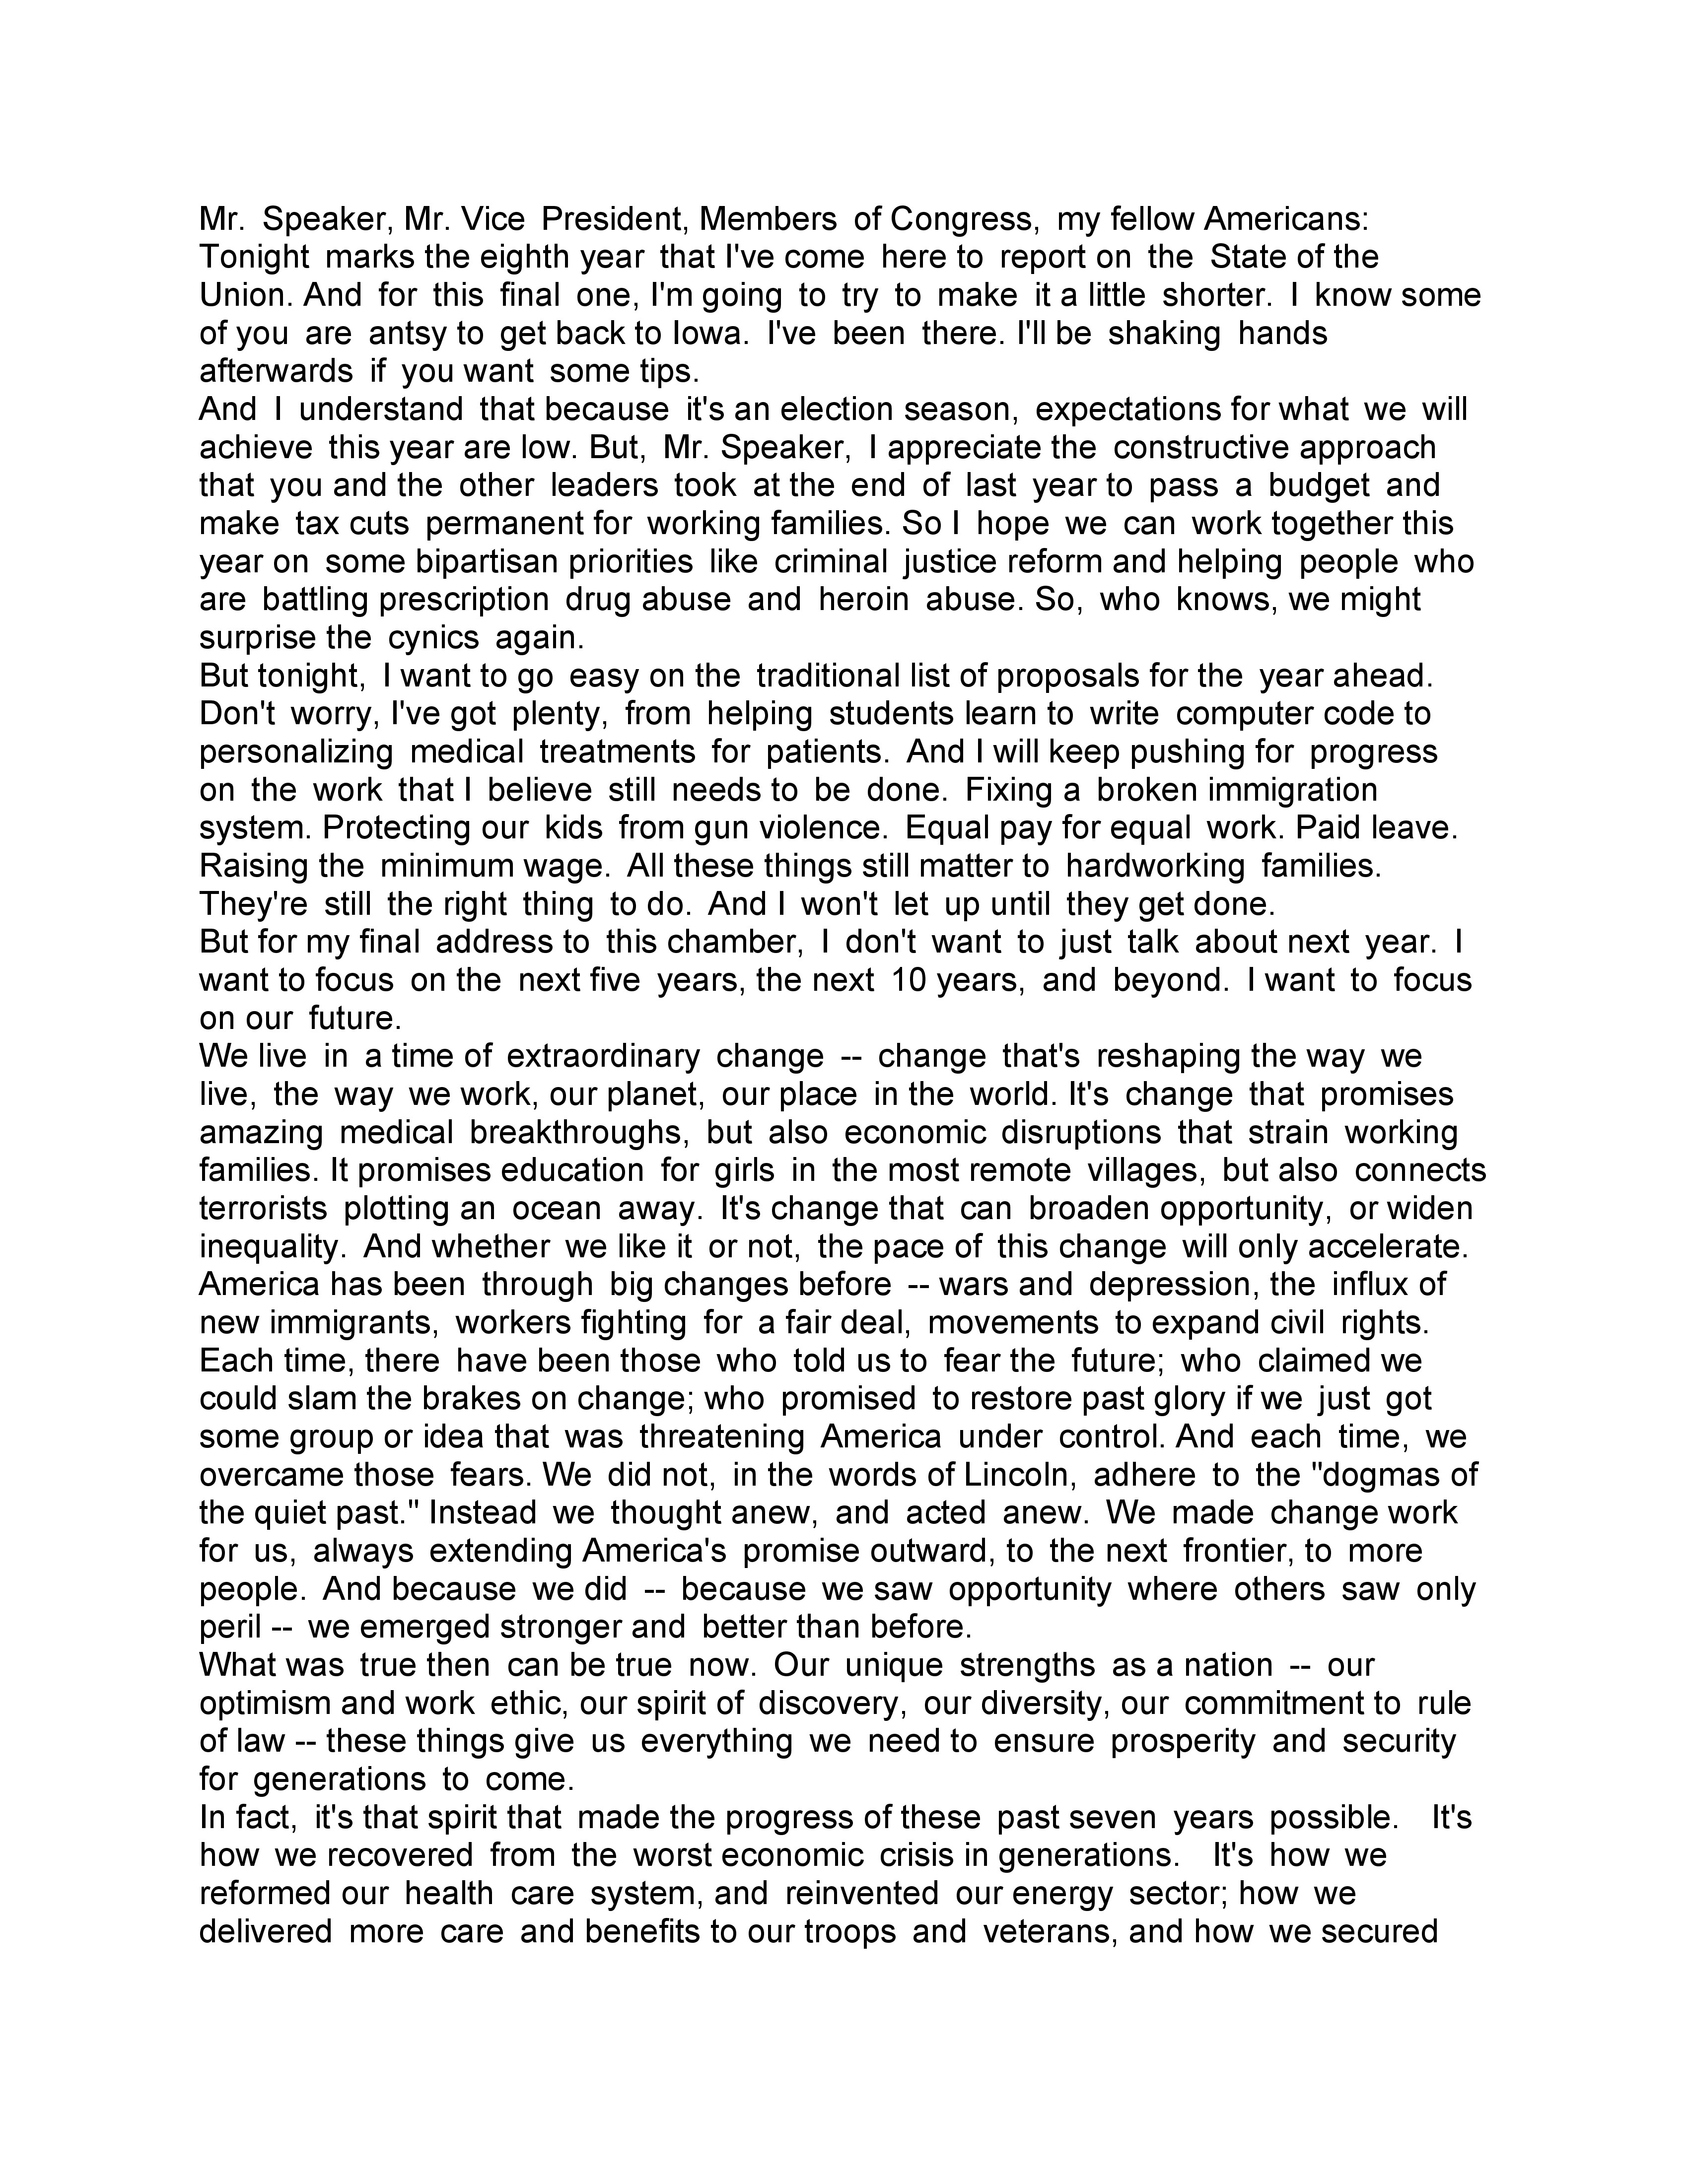 Mr. Speaker, Mr. Vice President, Members of Congress, my fellow Americans:
Tonight marks the eighth year that I've come here to report on the State of the
Union. And for this final one, I'm going to try to make it a little shorter. I know some
of you are antsy to get back to Iowa. I've been there. I'll be shaking hands
afterwards if you want some tips.
And I understand that because it's an election season, expectations for what we will
achieve this year are low. But, Mr. Speaker, I appreciate the constructive approach
that you and the other leaders took at the end of last year to pass a budget and
make tax cuts permanent for working families. So I hope we can work together this
year on some bipartisan priorities like criminal justice reform and helping people who
are battling prescription drug abuse and heroin abuse. So, who knows, we might
surprise the cynics again.
But tonight, I want to go easy on the traditional list of proposals for the year ahead.
Don't worry, I've got plenty, from helping students learn to write computer code to
personalizing medical treatments for patients. And I will keep pushing for progress
on the work that I believe still needs to be done. Fixing a broken immigration
system. Protecting our kids from gun violence. Equal pay for equal work. Paid leave.
Raising the minimum wage. All these things still matter to hardworking families.
They're still the right thing to do. And I won't let up until they get done.
But for my final address to this chamber, I don't want to just talk about next year. I
want to focus on the next five years, the next 10 years, and beyond. I want to focus
on our future.
We live in a time of extraordinary change -- change that's reshaping the way we
live, the way we work, our planet, our place in the world. It's change that promises
amazing medical breakthroughs, but also economic disruptions that strain working
families. It promises education for girls in the most remote villages, but also connects
terrorists plotting an ocean away. It's change that can broaden opportunity, or widen
inequality. And whether we like it or not, the pace of this change will only accelerate.
America has been through big changes before -- wars and depression, the influx of
new immigrants, workers fighting for a fair deal, movements to expand civil rights.
Each time, there have been those who told us to fear the future; who claimed we
could slam the brakes on change; who promised to restore past glory if we just got
some group or idea that was threatening America under control. And each time, we
overcame those fears. We did not, in the words of Lincoln, adhere to the "dogmas of
the quiet past." Instead we thought anew, and acted anew. We made change work
for us, always extending America's promise outward, to the next frontier, to more
people. And because we did -- because we saw opportunity where others saw only
peril -- we emerged stronger and better than before.
What was true then can be true now. Our unique strengths as a nation -- our
optimism and work ethic, our spirit of discovery, our diversity, our commitment to rule
of law -- these things give us everything we need to ensure prosperity and security
for generations to come.
In fact, it's that spirit that made the progress of these past seven years possible. It's
how we recovered from the worst economic crisis in generations. It's how we
reformed our health care system, and reinvented our energy sector; how we
delivered more care and benefits to our troops and veterans, and how we secured